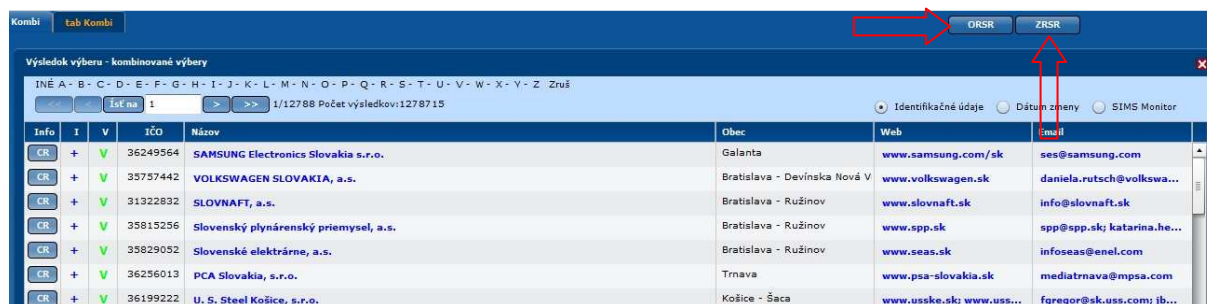 Kombi tab Kombi ORSR ZRSR
Výsledok výberu - kombinované výbery
INÉ A - B - C - D - E - F - G - H - I - J - K - L - M - N - O - P - Q - R - S - T - U - V - W - X - Y - Z Zruš
<< < Ísť na 1 > >> 1/12788 Počet výsledkov:1278715 Identifikačné údaje Dátum zmeny SIMS Monitor
Info I V IČO Názov Obec Web Email
CR + V 36249564 SAMSUNG Electronics Slovakia s.r.o. Galanta www.samsung.com/sk ses@samsung.com
CR + V 35757442 VOLKSWAGEN SLOVAKIA, a.s. Bratislava - Devínska Nová V www.volkswagen.sk daniela.rutsch@volkswa...
CR + V 31322832 SLOVNAFT, a.s. Bratislava - Ružinov www.slovnaft.sk info@slovnaft.sk
CR + V 35815256 Slovenský plynárenský priemysel, a.s. Bratislava - Ružinov www.spp.sk spp@spp.sk; katarina.he...
CR + V 35829052 Slovenské elektrárne, a.s. Bratislava - Ružinov www.seas.sk infoseas@enel.com
CR + V 36256013 PCA Slovakia, s.r.o. Trnava www.psa-slovakia.sk mediatrnava@mpsa.com
CR + V 36199222 U. S. Steel Košice, s.r.o. Košice - Šaca www.usske.sk; www.uss... fgregor@sk.uss.com; jb...